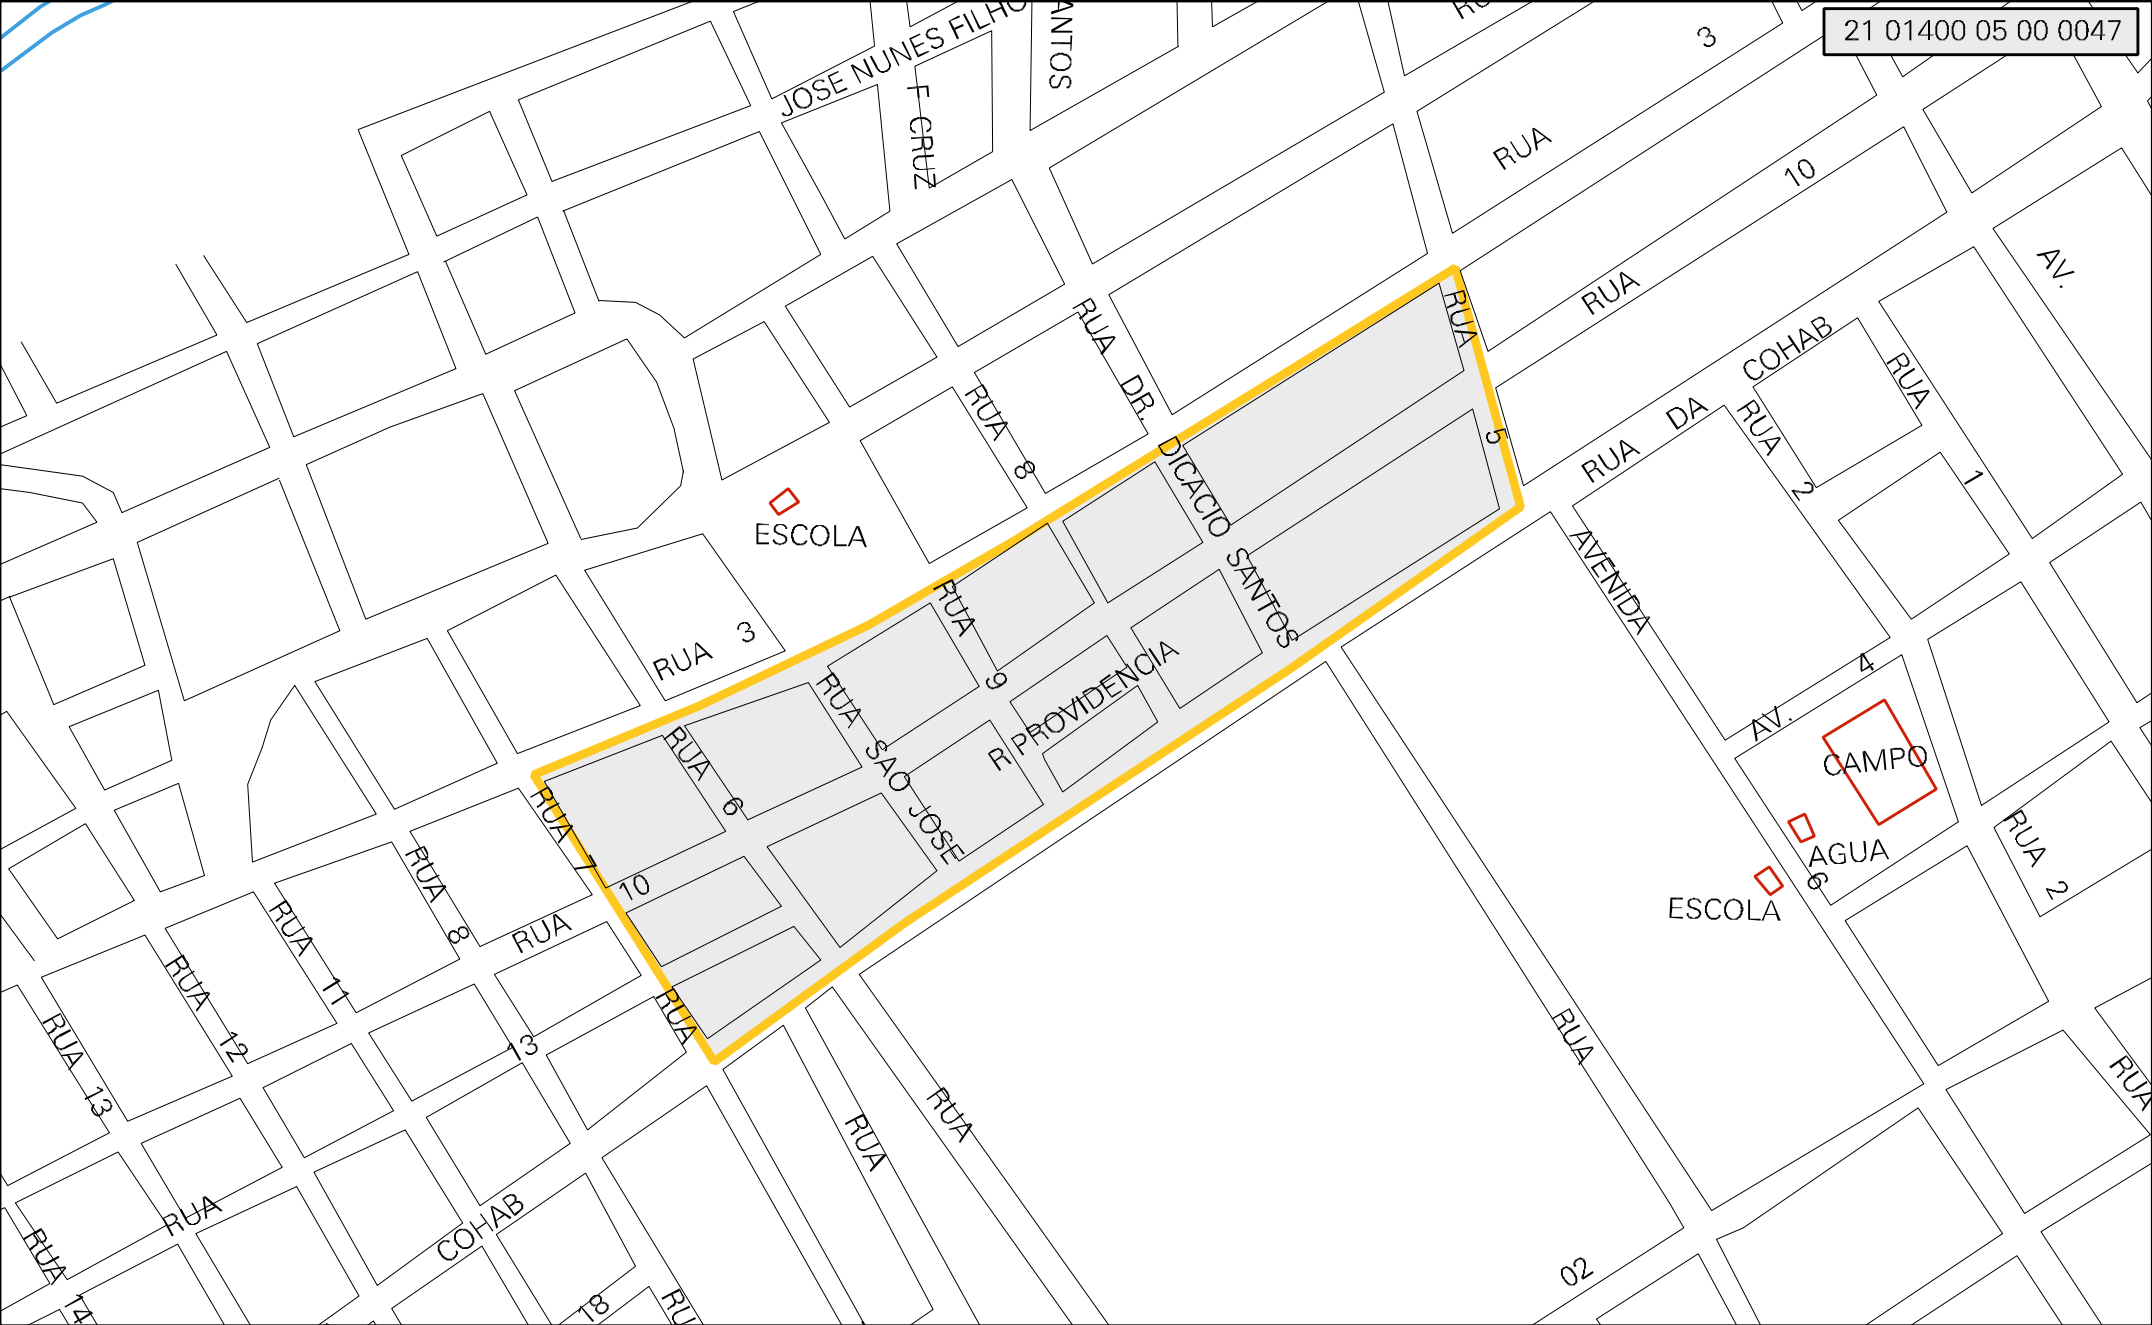 21 01400 05 00 0047
JOSE NUNES FILHO
ANTOS
F CRUZ
3
RUA
10
RUA
AV.
RUA DR. DICACIO SANTOS
RUA 5
COHAB
RUA DA
RUA 1
RUA 2
RUA 8
ESCOLA
AVENIDA 6
RUA 3
RUA 9
R PROVIDENCIA
RUA SAO JOSE
RUA 6
RUA 7
10
RUA
AV. 4
CAMPO
AGUA
ESCOLA
RUA 2
RUA 8
RUA 11
RUA 12
RUA 13
13
RUA
RUA
RUA
RUA
RUA
RUA
COHAB
RUA 14
18
02